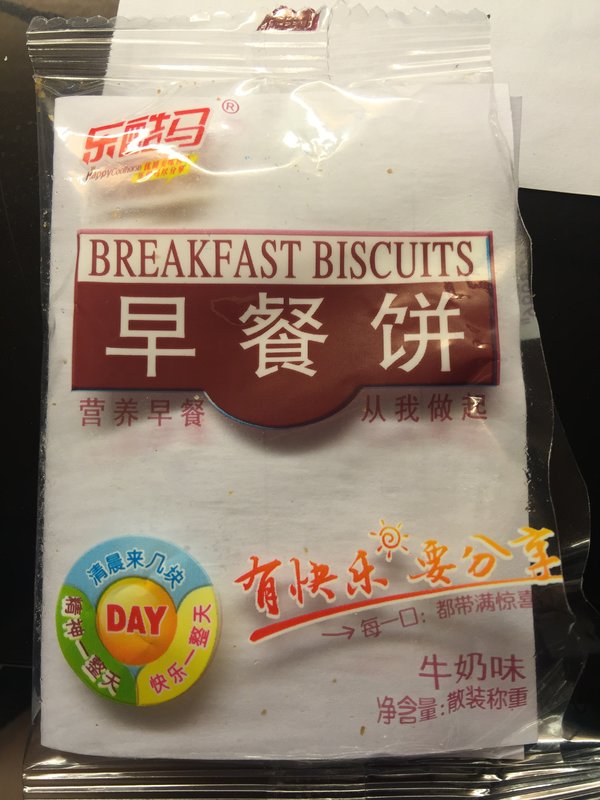 乐酷马®
HappyCoolhorse
BREAKFAST BISCUITS
早餐饼
营养早餐 从我做起
清晨来几块
DAY
精神一整天
快乐一整天
有快乐 要分享
每一口: 都带满惊喜
牛奶味
净含量: 散装称重